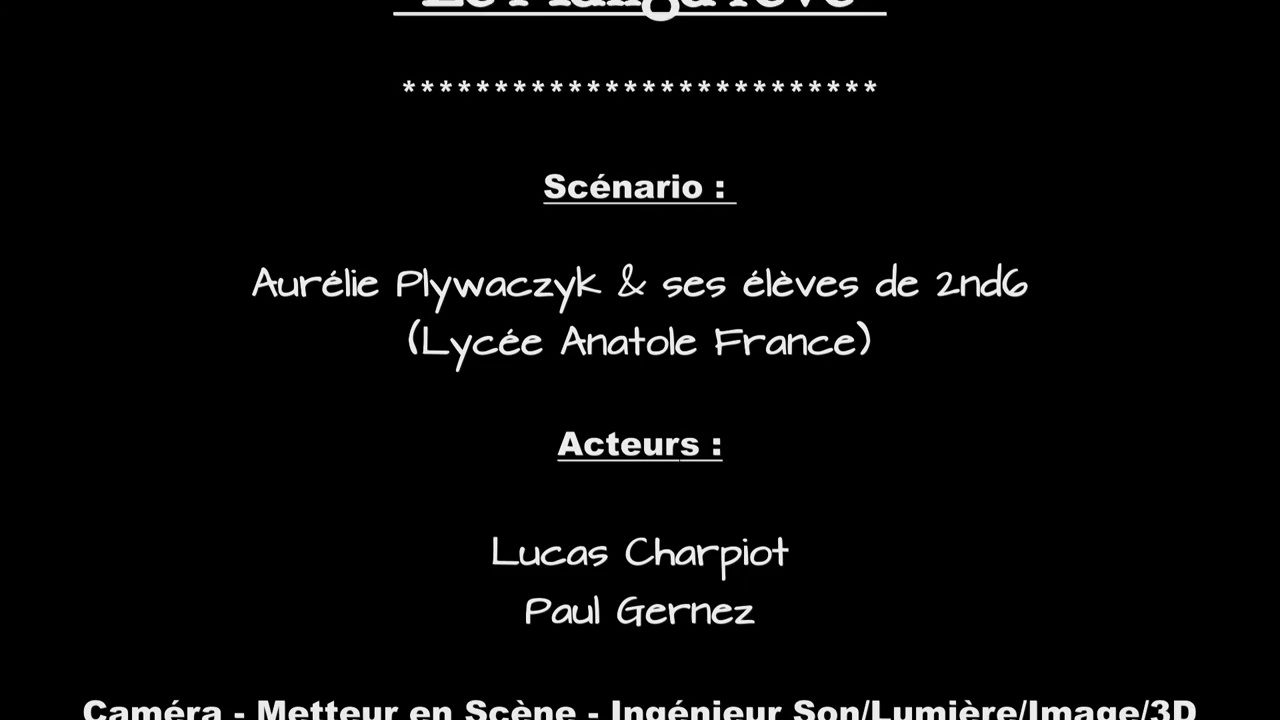 **************************
Scénario :
Aurélie Plywaczyk & ses élèves de 2nd6
(Lycée Anatole France)
Acteurs :
Lucas Charpiot
Paul Gernez
Caméra - Metteur en Scène - Ingénieur Son/Lumière/Image/3D